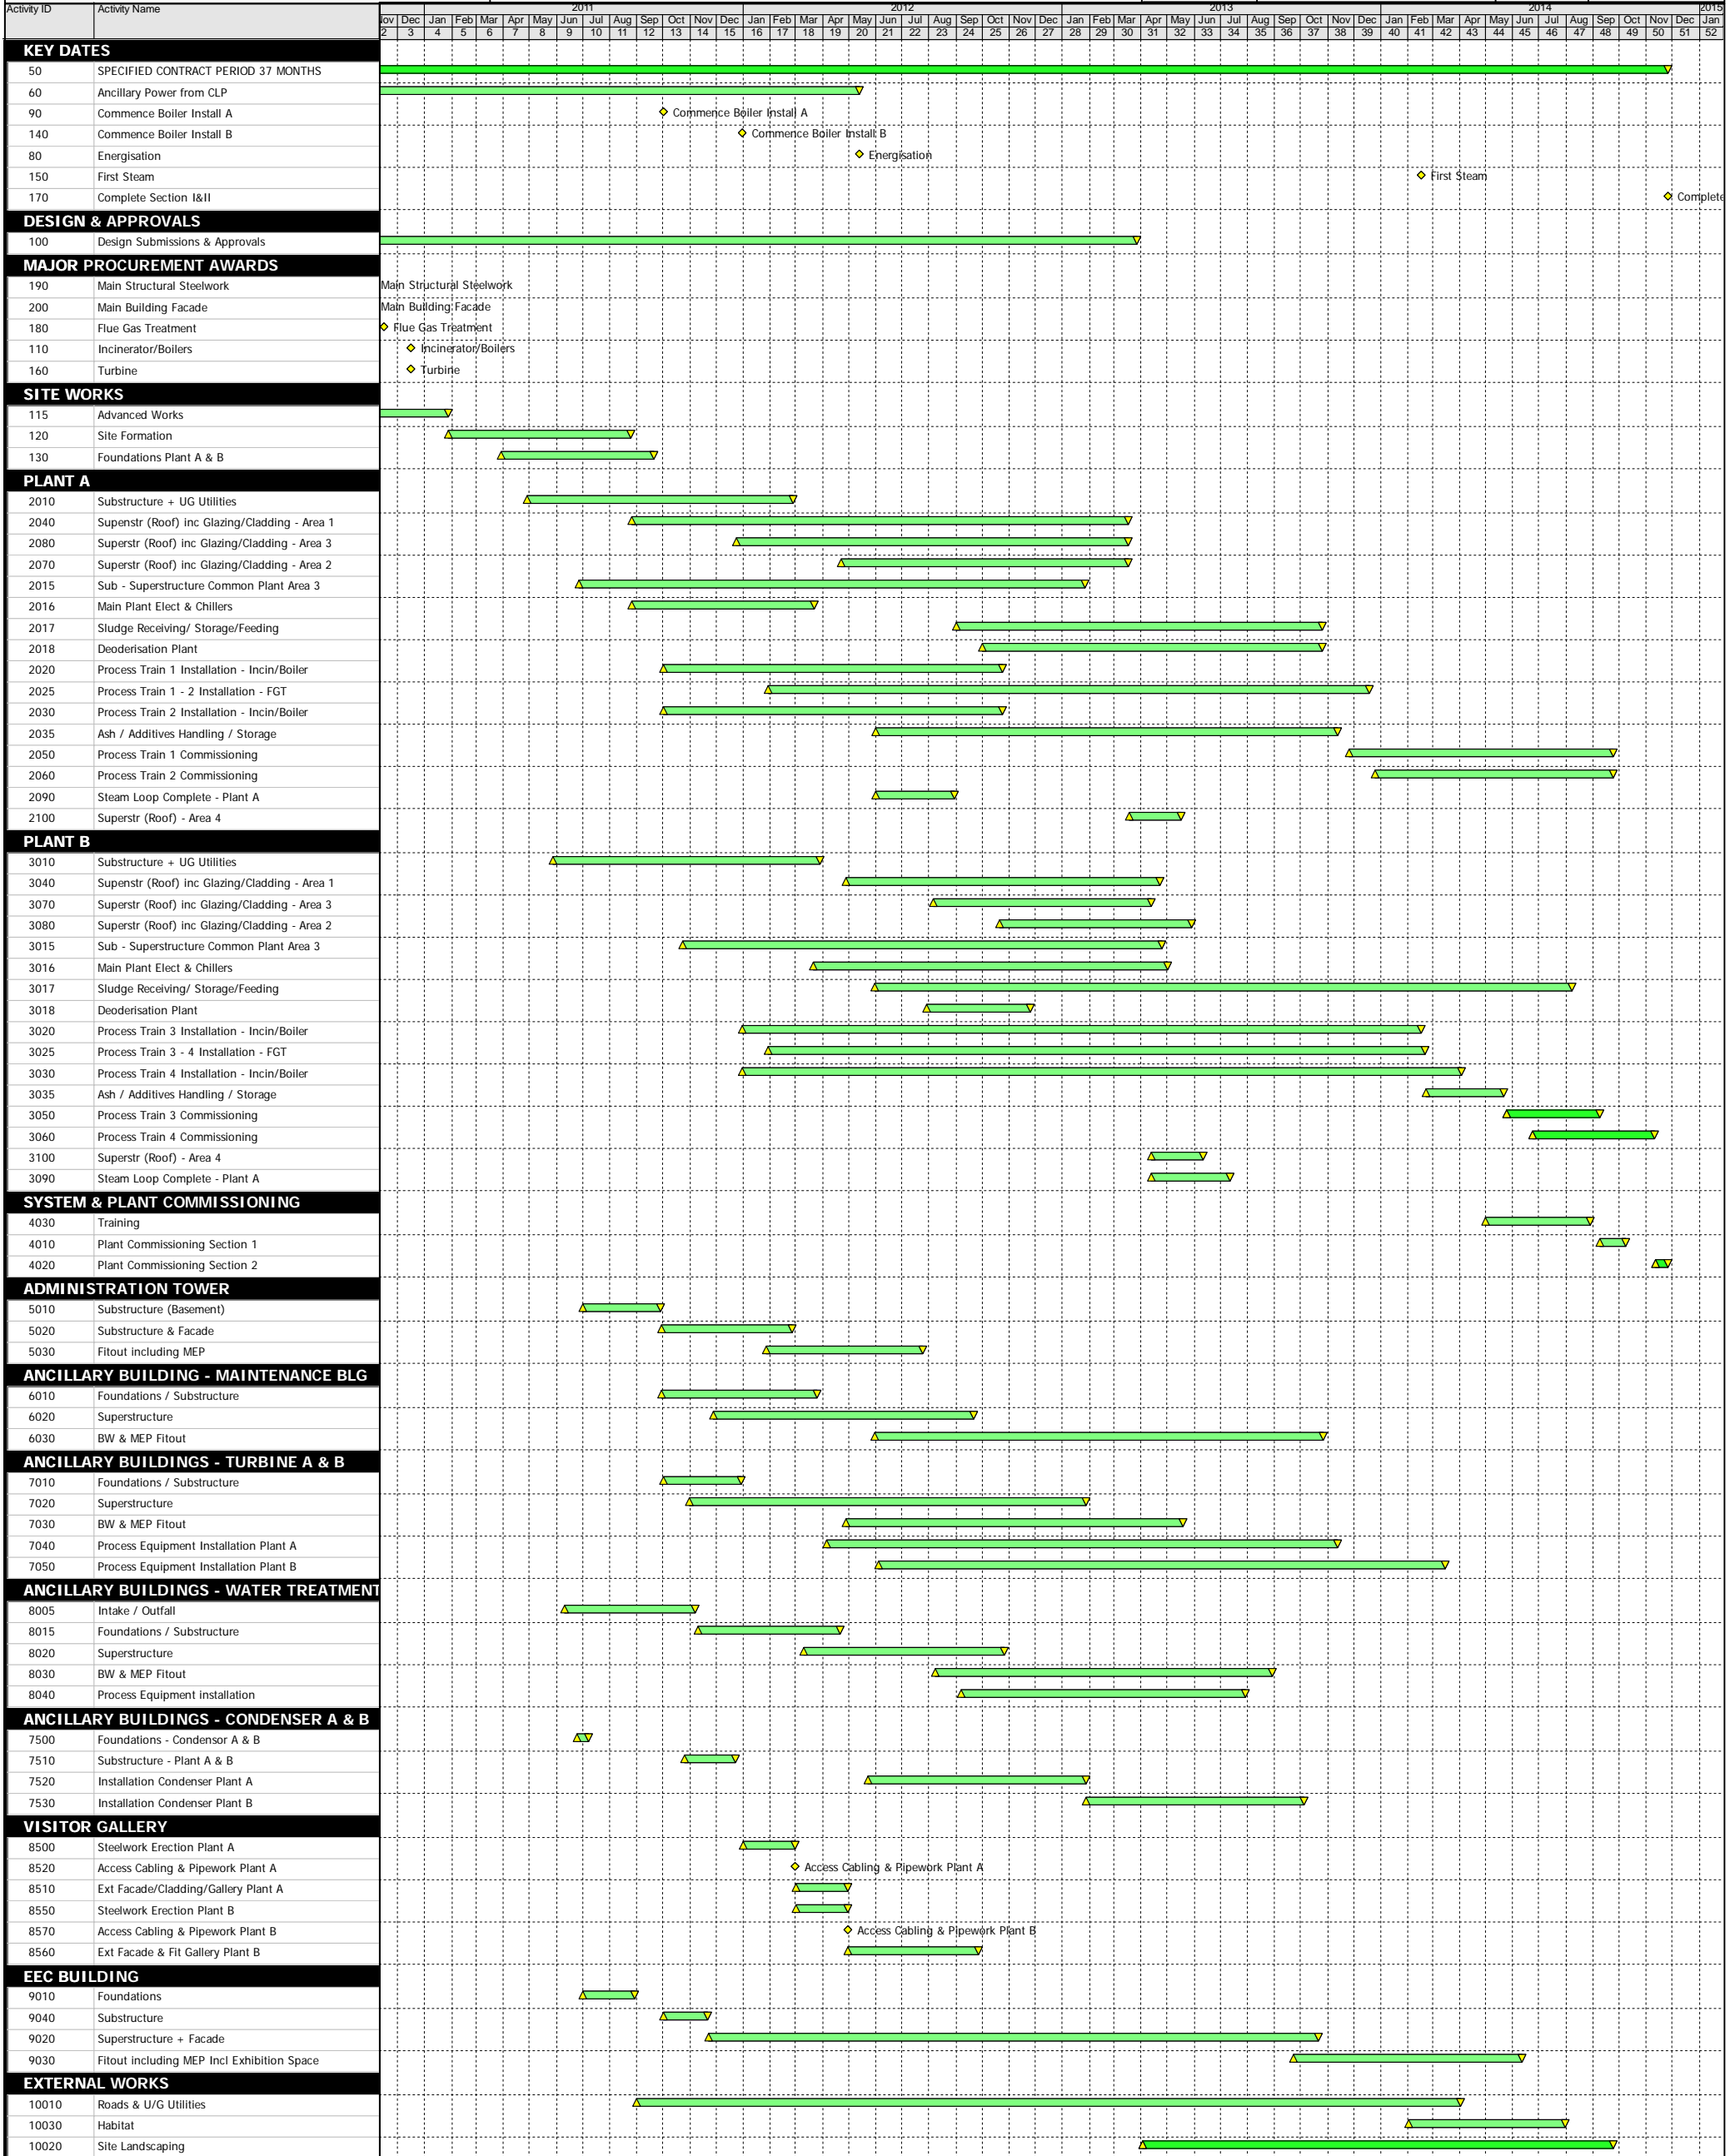 Activity ID Activity Name 2011 2012 2013 2014 2015
Nov Dec Jan Feb Mar Apr May Jun Jul Aug Sep Oct Nov Dec Jan Feb Mar Apr May Jun Jul Aug Sep Oct Nov Dec Jan Feb Mar Apr May Jun Jul Aug Sep Oct Nov Dec Jan Feb Mar Apr May Jun Jul Aug Sep Oct Nov Dec Jan
2 3 4 5 6 7 8 9 10 11 12 13 14 15 16 17 18 19 20 21 22 23 24 25 26 27 28 29 30 31 32 33 34 35 36 37 38 39 40 41 42 43 44 45 46 47 48 49 50 51 52
KEY DATES
50 SPECIFIED CONTRACT PERIOD 37 MONTHS
60 Ancillary Power from CLP
90 Commence Boiler Install A Commence Boiler Install A
140 Commence Boiler Install B Commence Boiler Install B
80 Energisation Energisation
150 First Steam First Steam
170 Complete Section I&II Complete
DESIGN & APPROVALS
100 Design Submissions & Approvals
MAJOR PROCUREMENT AWARDS
190 Main Structural Steelwork Main Structural Steelwork
200 Main Building Facade Main Building Facade
180 Flue Gas Treatment Flue Gas Treatment
110 Incinerator/Boilers Incinerator/Boilers
160 Turbine Turbine
SITE WORKS
115 Advanced Works
120 Site Formation
130 Foundations Plant A & B
PLANT A
2010 Substructure + UG Utilities
2040 Supenstr (Roof) inc Glazing/Cladding - Area 1
2080 Superstr (Roof) inc Glazing/Cladding - Area 3
2070 Superstr (Roof) inc Glazing/Cladding - Area 2
2015 Sub - Superstructure Common Plant Area 3
2016 Main Plant Elect & Chillers
2017 Sludge Receiving/ Storage/Feeding
2018 Deoderisation Plant
2020 Process Train 1 Installation - Incin/Boiler
2025 Process Train 1 - 2 Installation - FGT
2030 Process Train 2 Installation - Incin/Boiler
2035 Ash / Additives Handling / Storage
2050 Process Train 1 Commissioning
2060 Process Train 2 Commissioning
2090 Steam Loop Complete - Plant A
2100 Superstr (Roof) - Area 4
PLANT B
3010 Substructure + UG Utilities
3040 Supenstr (Roof) inc Glazing/Cladding - Area 1
3070 Superstr (Roof) inc Glazing/Cladding - Area 3
3080 Superstr (Roof) inc Glazing/Cladding - Area 2
3015 Sub - Superstructure Common Plant Area 3
3016 Main Plant Elect & Chillers
3017 Sludge Receiving/ Storage/Feeding
3018 Deoderisation Plant
3020 Process Train 3 Installation - Incin/Boiler
3025 Process Train 3 - 4 Installation - FGT
3030 Process Train 4 Installation - Incin/Boiler
3035 Ash / Additives Handling / Storage
3050 Process Train 3 Commissioning
3060 Process Train 4 Commissioning
3100 Superstr (Roof) - Area 4
3090 Steam Loop Complete - Plant A
SYSTEM & PLANT COMMISSIONING
4030 Training
4010 Plant Commissioning Section 1
4020 Plant Commissioning Section 2
ADMINISTRATION TOWER
5010 Substructure (Basement)
5020 Substructure & Facade
5030 Fitout including MEP
ANCILLARY BUILDING - MAINTENANCE BLG
6010 Foundations / Substructure
6020 Superstructure
6030 BW & MEP Fitout
ANCILLARY BUILDINGS - TURBINE A & B
7010 Foundations / Substructure
7020 Superstructure
7030 BW & MEP Fitout
7040 Process Equipment Installation Plant A
7050 Process Equipment Installation Plant B
ANCILLARY BUILDINGS - WATER TREATMENT
8005 Intake / Outfall
8015 Foundations / Substructure
8020 Superstructure
8030 BW & MEP Fitout
8040 Process Equipment installation
ANCILLARY BUILDINGS - CONDENSER A & B
7500 Foundations - Condensor A & B
7510 Substructure - Plant A & B
7520 Installation Condenser Plant A
7530 Installation Condenser Plant B
VISITOR GALLERY
8500 Steelwork Erection Plant A
8520 Access Cabling & Pipework Plant A Access Cabling & Pipework Plant A
8510 Ext Facade/Cladding/Gallery Plant A
8550 Steelwork Erection Plant B
8570 Access Cabling & Pipework Plant B Access Cabling & Pipework Plant B
8560 Ext Facade & Fit Gallery Plant B
EEC BUILDING
9010 Foundations
9040 Substructure
9020 Superstructure + Facade
9030 Fitout including MEP Incl Exhibition Space
EXTERNAL WORKS
10010 Roads & U/G Utilities
10030 Habitat
10020 Site Landscaping